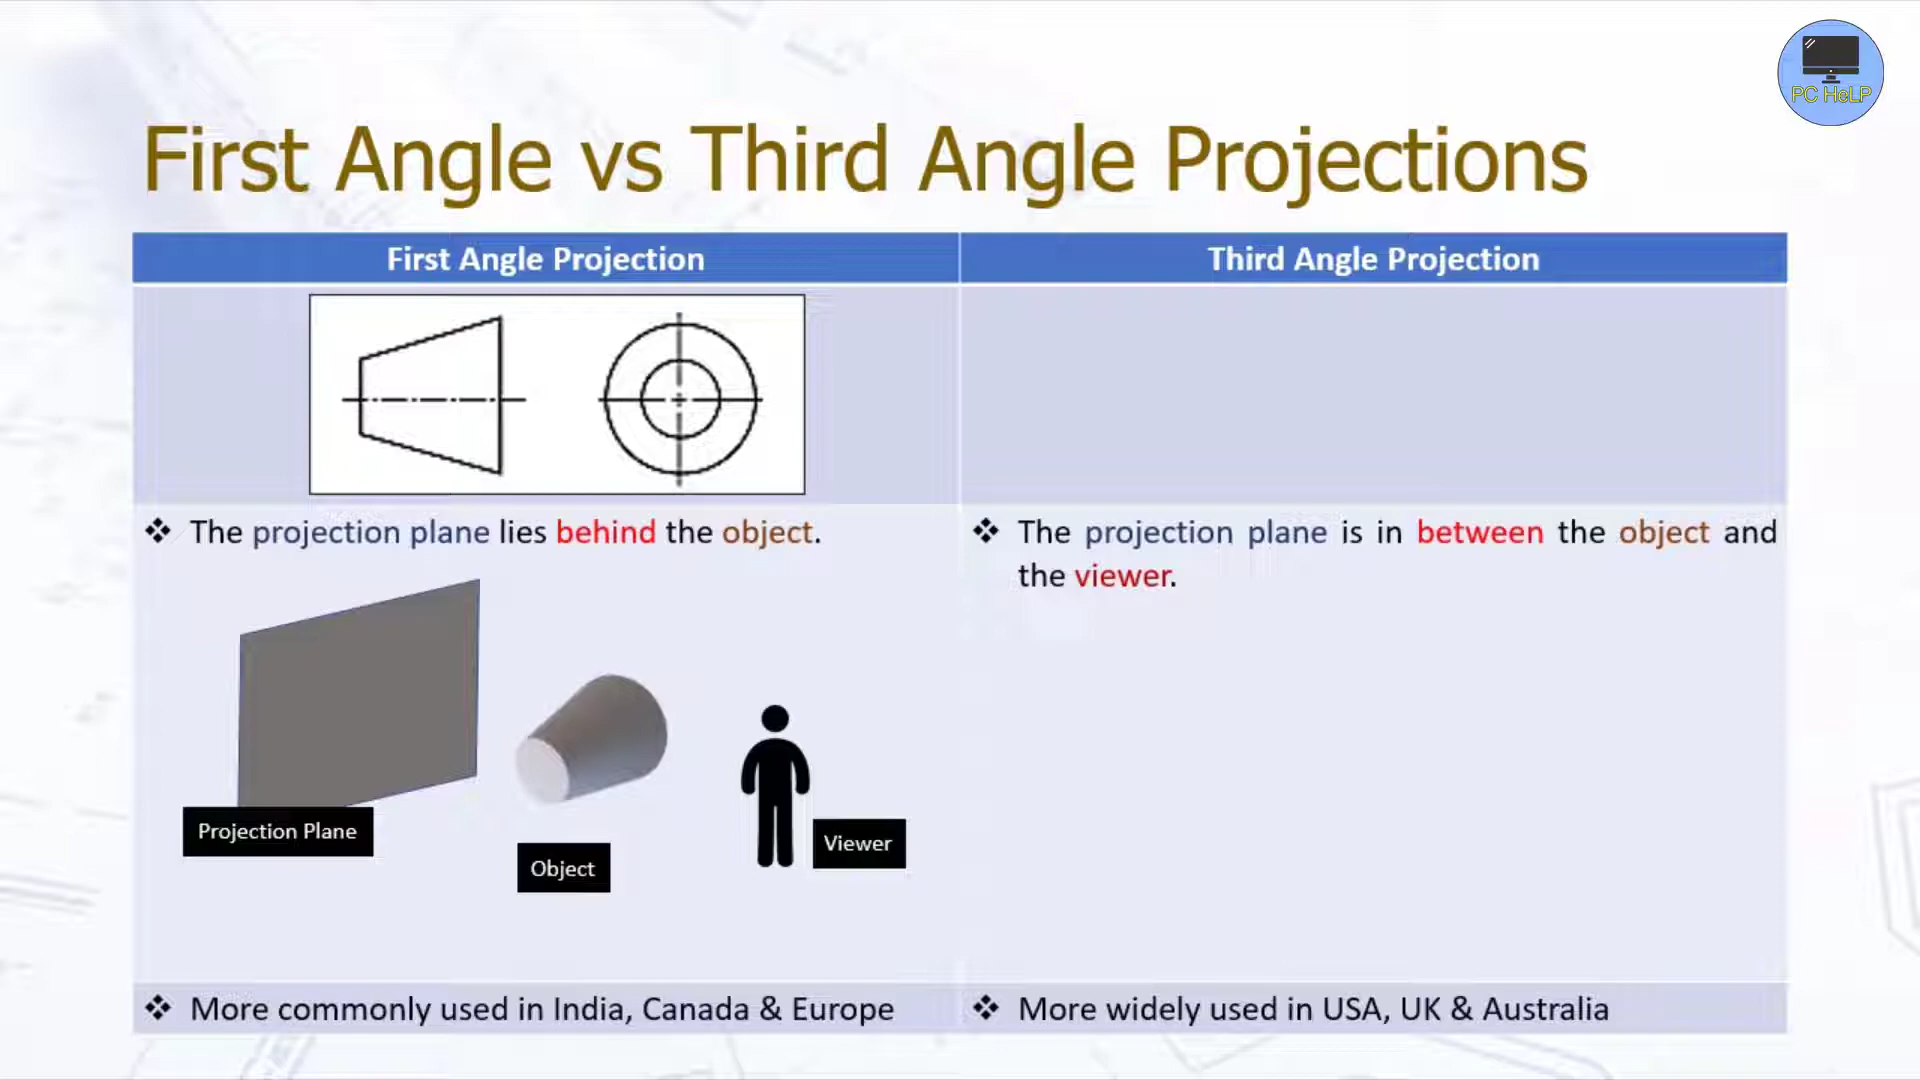 PC HeLP
First Angle vs Third Angle Projections
First Angle Projection
Third Angle Projection
❖ The projection plane lies behind the object.
❖ The projection plane is in between the object and
the viewer.
Projection Plane
Object
Viewer
❖ More commonly used in India, Canada & Europe
❖ More widely used in USA, UK & Australia